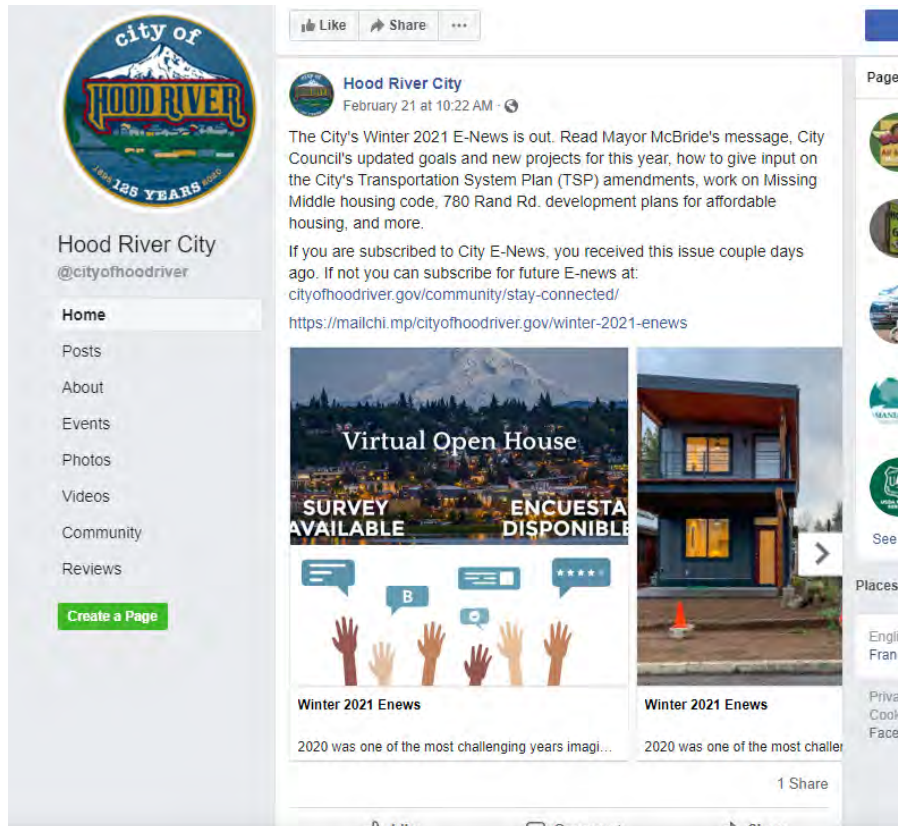 city of
HOOD RIVER
1895 125 YEARS 2020
Hood River City
@cityofhoodriver
Home
Posts
About
Events
Photos
Videos
Community
Reviews
Create a Page
Like Share ...
Hood River City
February 21 at 10:22 AM ·
The City's Winter 2021 E-News is out. Read Mayor McBride's message, City
Council's updated goals and new projects for this year, how to give input on
the City's Transportation System Plan (TSP) amendments, work on Missing
Middle housing code, 780 Rand Rd. development plans for affordable
housing, and more.
If you are subscribed to City E-News, you received this issue couple days
ago. If not you can subscribe for future E-news at:
cityofhoodriver.gov/community/stay-connected/
https://mailchi.mp/cityofhoodriver.gov/winter-2021-enews
Virtual Open House
SURVEY
AVAILABLE
ENCUESTA
DISPONIBLE
B
Winter 2021 Enews
2020 was one of the most challenging years imagi...
Winter 2021 Enews
2020 was one of the most challen
1 Share
Page
See
Places
Engli
Fran
Priva
Cook
Face